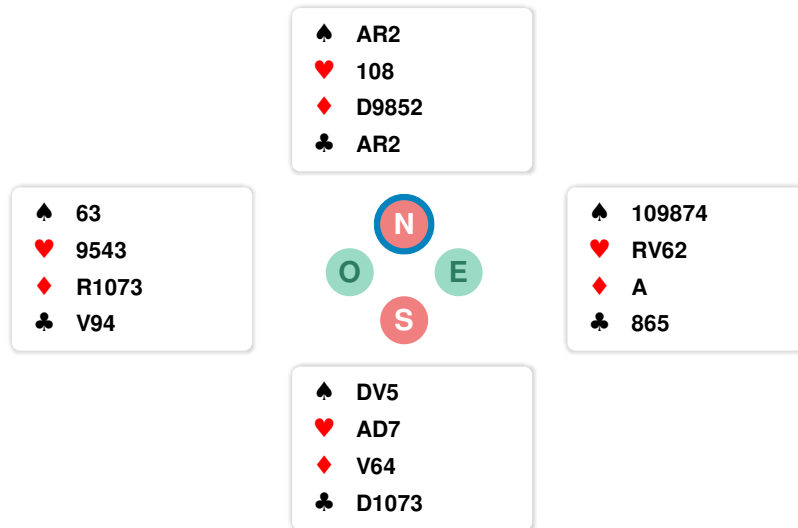 ♠ AR2
♥ 108
♦ D9852
♣ AR2
♠ 63
♥ 9543
♦ R1073
♣ V94
N
O E
S
♠ 109874
♥ RV62
♦ A
♣ 865
♠ DV5
♥ AD7
♦ V64
♣ D1073